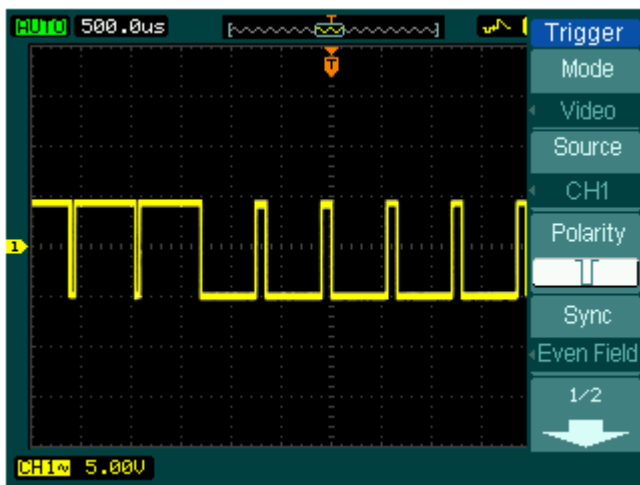 AUTO 500.0us
T
T
1
CH1~ 5.00V
Trigger
Mode
Video
Source
CH1
Polarity
Sync
Even Field
1/2